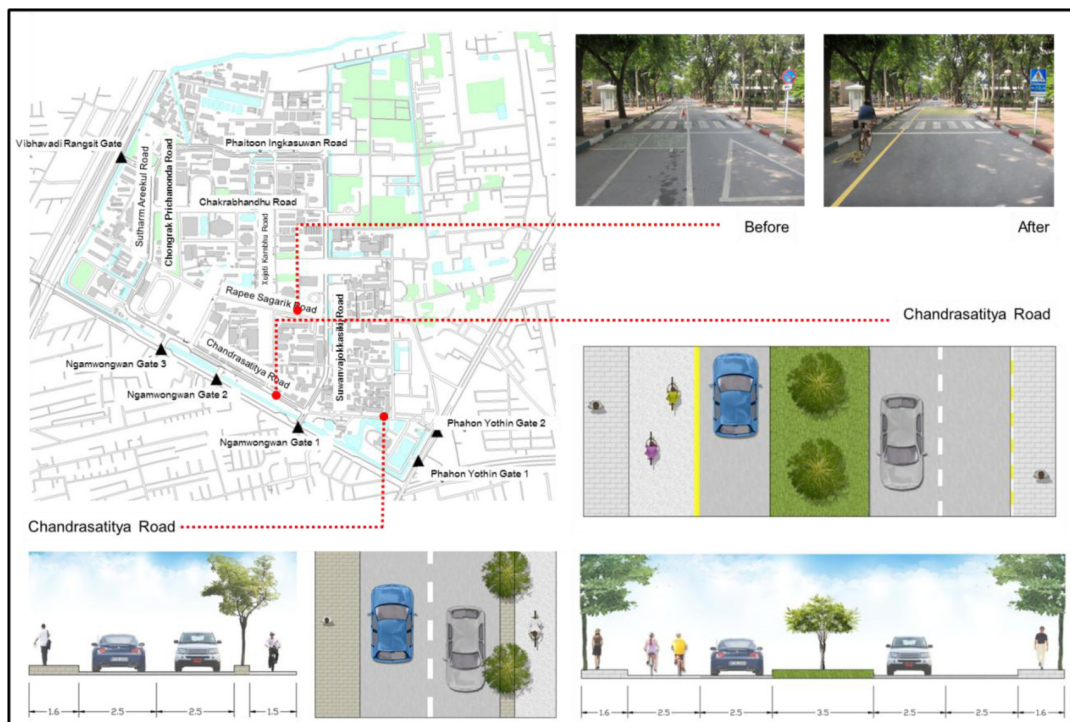 Vibhavadi Rangsit Gate
Sutharm Areekul Road
Chongrak Prichanonda Road
Phaitoon Ingkasuwan Road
Chakrabhandhu Road
Rapee Sagarik Road
Suwanvajokkasikij Road
Chandrasatitya Road
Ngamwongwan Gate 3
Ngamwongwan Gate 2
Ngamwongwan Gate 1
Phahon Yothin Gate 2
Phahon Yothin Gate 1
Before
After
Chandrasatitya Road
Chandrasatitya Road
1.6 2.5 2.5 1.5
1.6 2.5 2.5 3.5 2.5 2.5 1.6